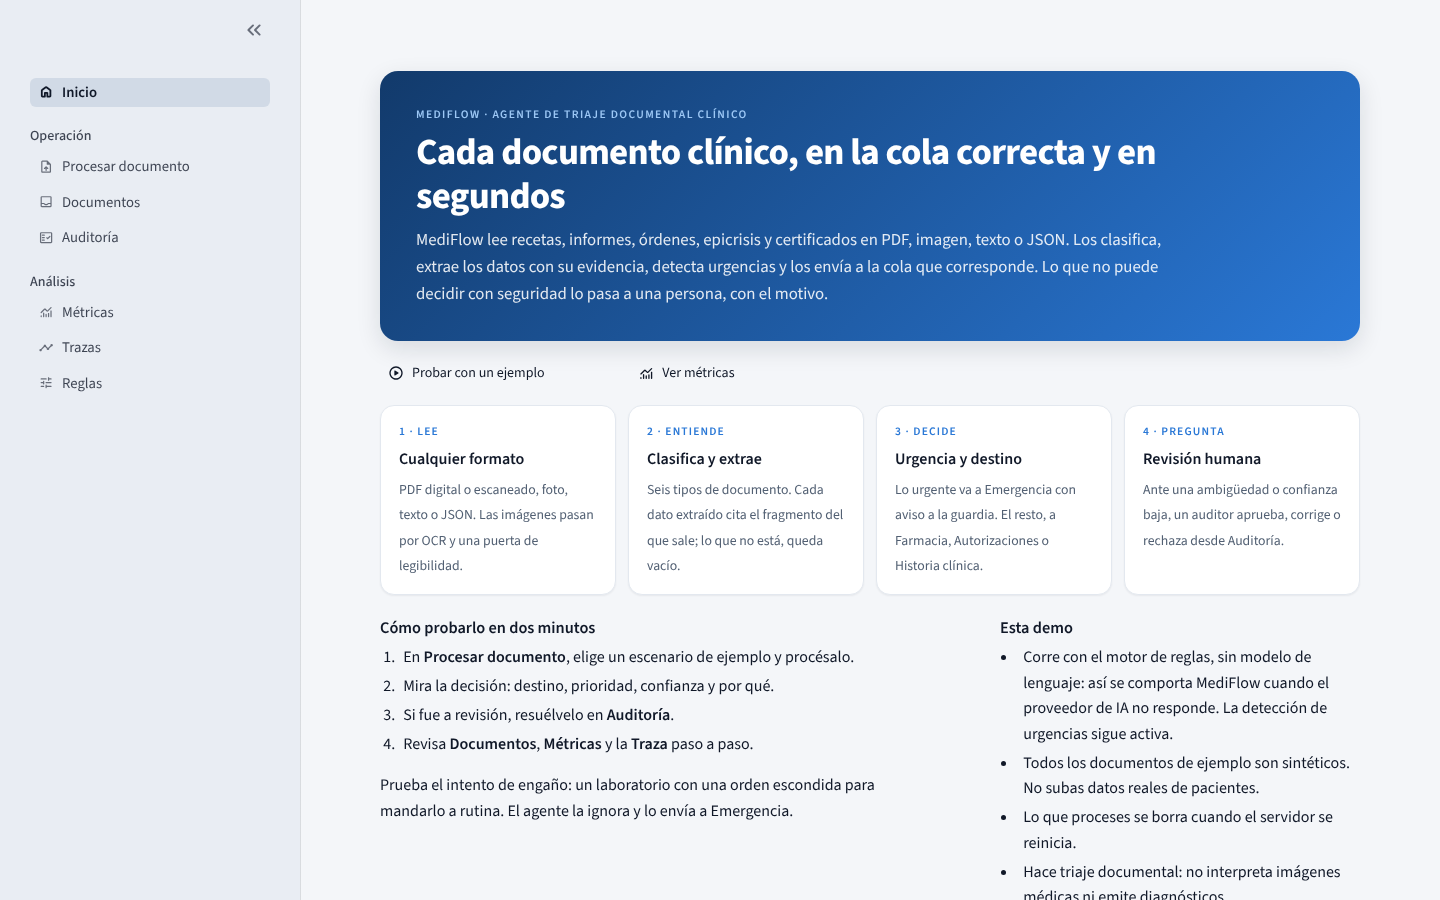 Inicio
Operación
Procesar documento
Documentos
Auditoría
Análisis
Métricas
Trazas
Reglas
MEDIFLOW · AGENTE DE TRIAJE DOCUMENTAL CLÍNICO
Cada documento clínico, en la cola correcta y en
segundos
MediFlow lee recetas, informes, órdenes, epicrisis y certificados en PDF, imagen, texto o JSON. Los clasifica,
extrae los datos con su evidencia, detecta urgencias y los envía a la cola que corresponde. Lo que no puede
decidir con seguridad lo pasa a una persona, con el motivo.
Probar con un ejemplo
Ver métricas
1 · LEE
Cualquier formato
PDF digital o escaneado, foto,
texto o JSON. Las imágenes pasan
por OCR y una puerta de
legibilidad.
2 · ENTIENDE
Clasifica y extrae
Seis tipos de documento. Cada
dato extraído cita el fragmento del
que sale; lo que no está, queda
vacío.
3 · DECIDE
Urgencia y destino
Lo urgente va a Emergencia con
aviso a la guardia. El resto, a
Farmacia, Autorizaciones o
Historia clínica.
4 · PREGUNTA
Revisión humana
Ante una ambigüedad o confianza
baja, un auditor aprueba, corrige o
rechaza desde Auditoría.
Cómo probarlo en dos minutos
1. En Procesar documento, elige un escenario de ejemplo y procésalo.
2. Mira la decisión: destino, prioridad, confianza y por qué.
3. Si fue a revisión, resuélvelo en Auditoría.
4. Revisa Documentos, Métricas y la Traza paso a paso.
Prueba el intento de engaño: un laboratorio con una orden escondida para
mandarlo a rutina. El agente la ignora y lo envía a Emergencia.
Esta demo
• Corre con el motor de reglas, sin modelo de
lenguaje: así se comporta MediFlow cuando el
proveedor de IA no responde. La detección de
urgencias sigue activa.
• Todos los documentos de ejemplo son sintéticos.
No subas datos reales de pacientes.
• Lo que proceses se borra cuando el servidor se
reinicia.
• Hace triaje documental: no interpreta imágenes
médicas ni emite diagnósticos.